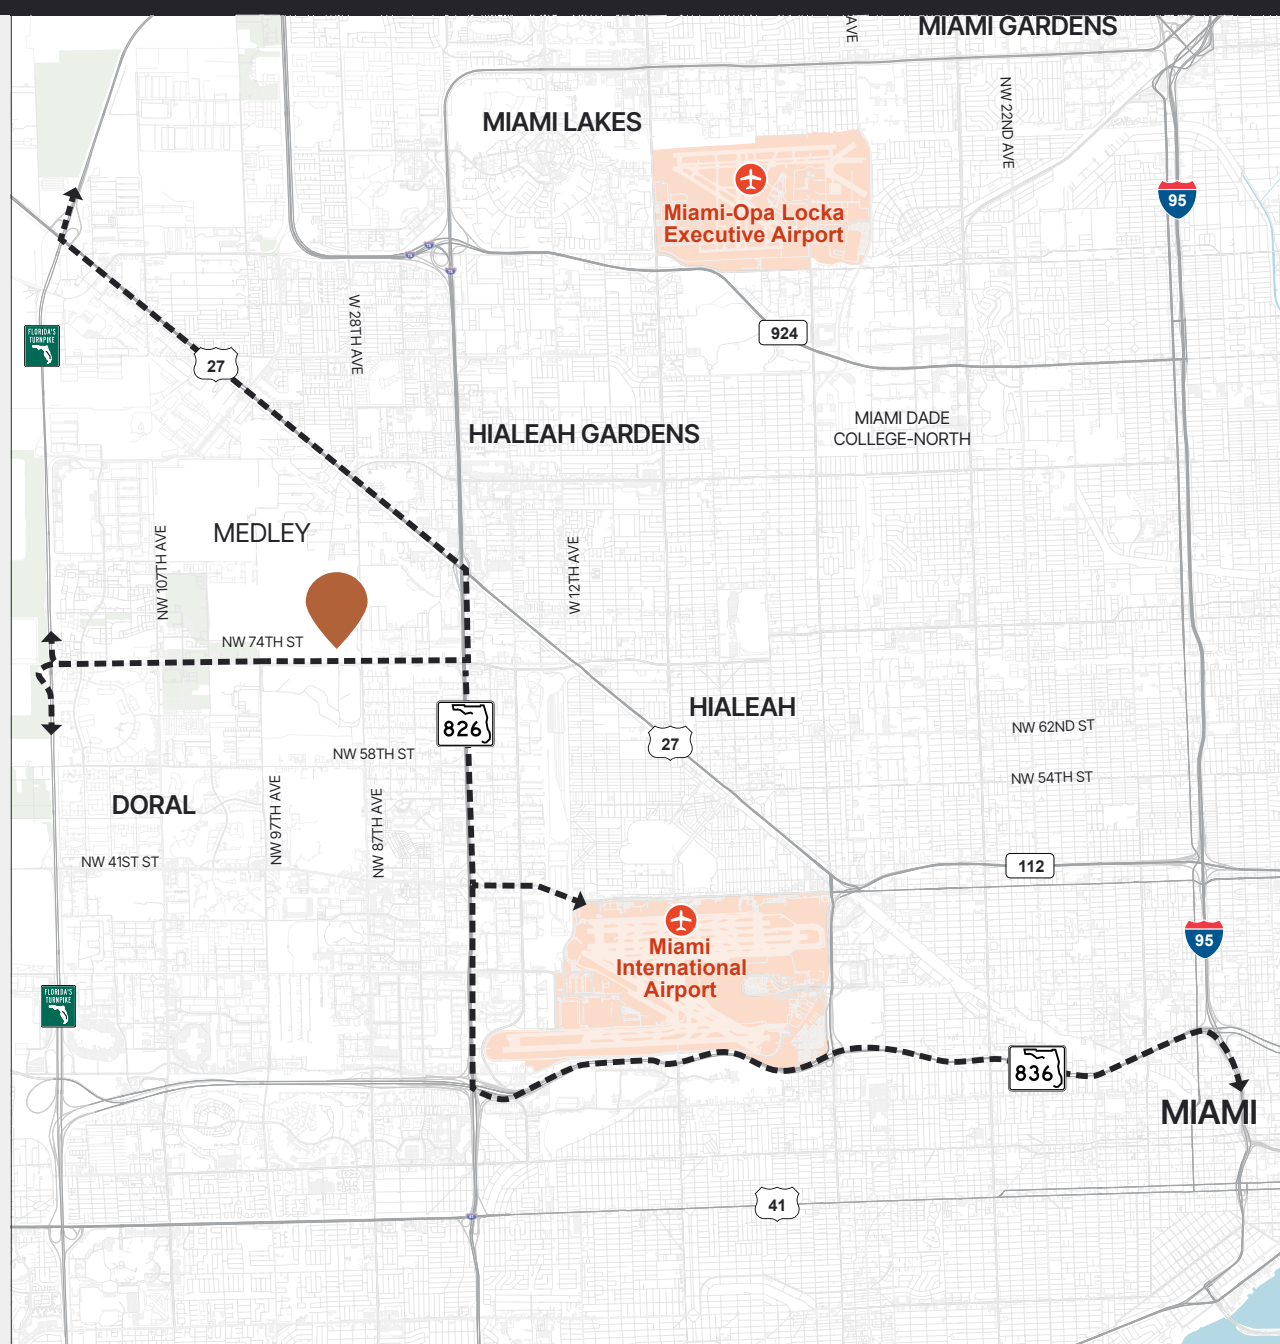 AVE
MIAMI GARDENS
NW 22ND AVE
MIAMI LAKES
95
Miami-Opa Locka
Executive Airport
W 28TH AVE
FLORIDA'S
TURNPIKE
924
27
MIAMI DADE
COLLEGE-NORTH
HIALEAH GARDENS
MEDLEY
NW 107TH AVE
W 12TH AVE
NW 74TH ST
HIALEAH
826
27
NW 62ND ST
NW 58TH ST
NW 54TH ST
DORAL
NW 97TH AVE
NW 87TH AVE
NW 41ST ST
112
95
Miami
International
Airport
FLORIDA'S
TURNPIKE
836
MIAMI
41